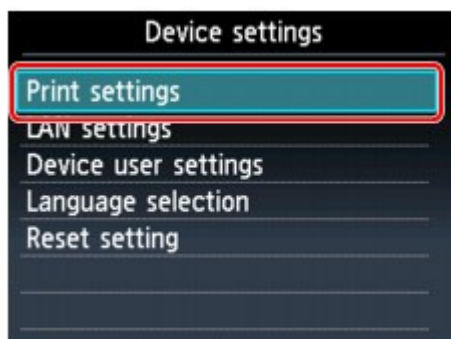 Device settings
Print settings
LAN settings
Device user settings
Language selection
Reset setting